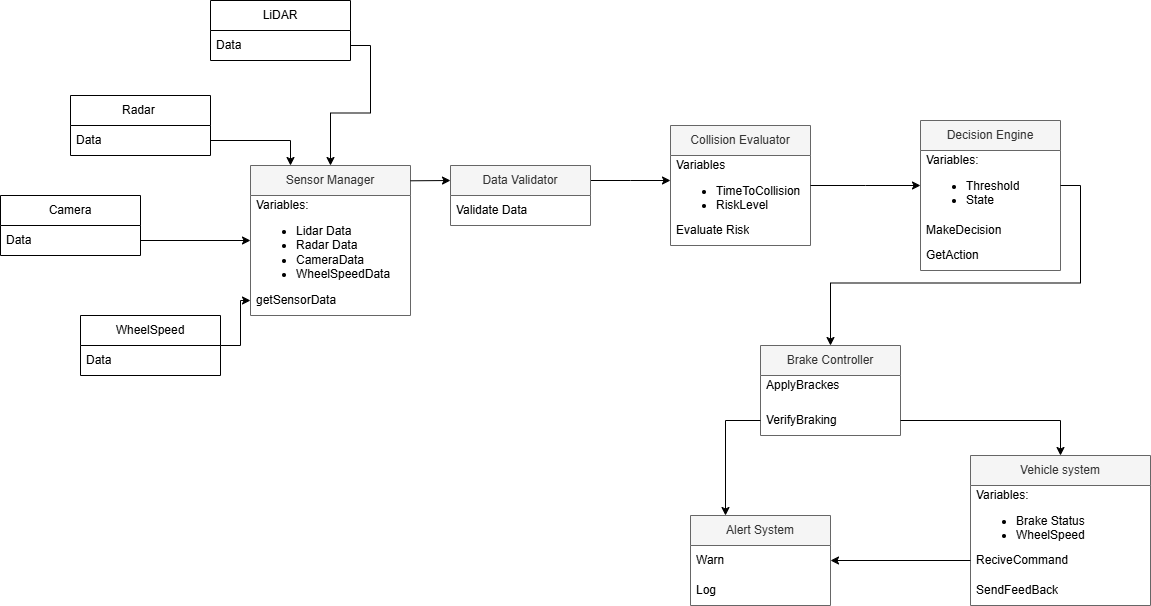 LiDAR
Data
Radar
Data
Camera
Data
WheelSpeed
Data
Sensor Manager
Variables:
Lidar Data
Radar Data
CameraData
WheelSpeedData
getSensorData
Data Validator
Validate Data
Collision Evaluator
Variables
TimeToCollision
RiskLevel
Evaluate Risk
Decision Engine
Variables:
Threshold
State
MakeDecision
GetAction
Brake Controller
ApplyBrackes
VerifyBraking
Vehicle system
Variables:
Brake Status
WheelSpeed
ReciveCommand
SendFeedBack
Alert System
Warn
Log